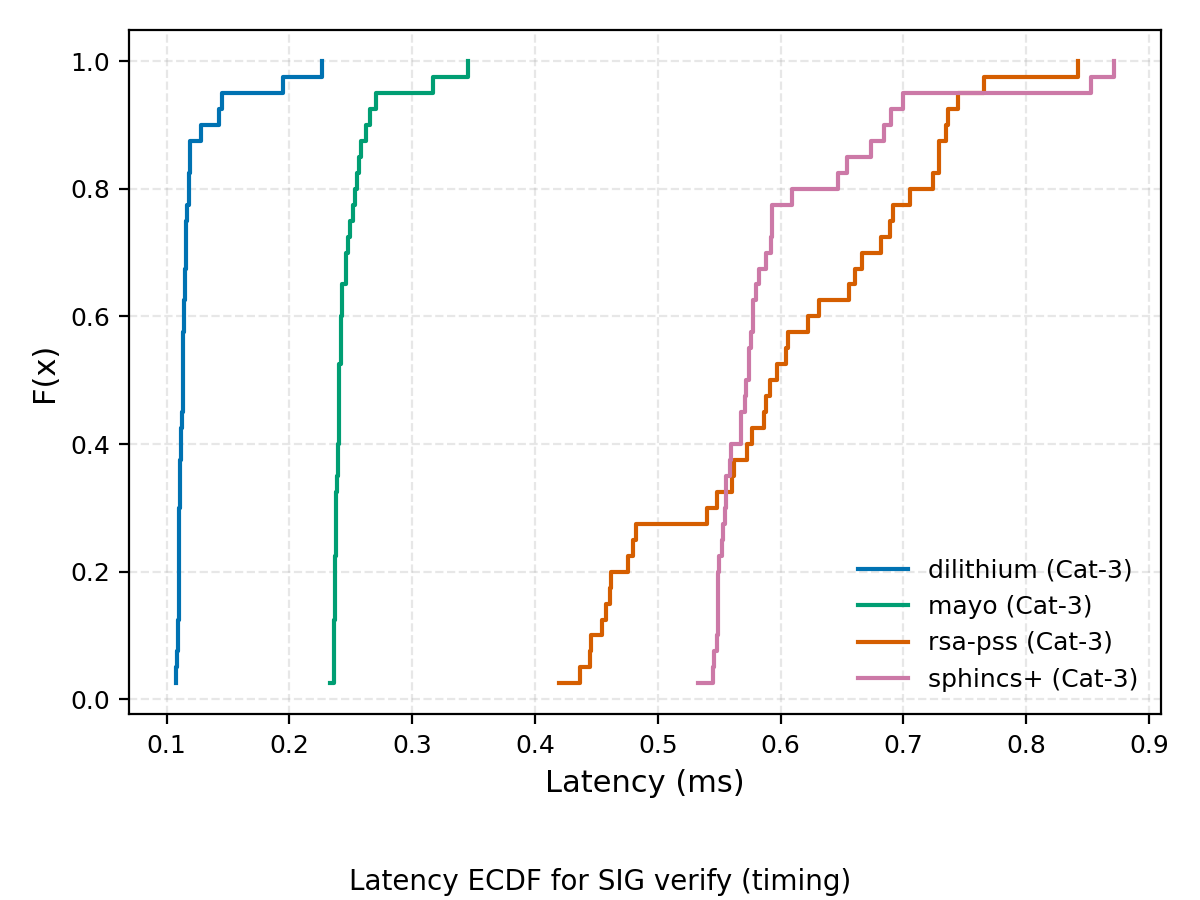 1.0
0.8
0.6
0.4
0.2
0.0
F(x)
dilithium (Cat-3)
mayo (Cat-3)
rsa-pss (Cat-3)
sphincs+ (Cat-3)
0.1 0.2 0.3 0.4 0.5 0.6 0.7 0.8 0.9
Latency (ms)
Latency ECDF for SIG verify (timing)